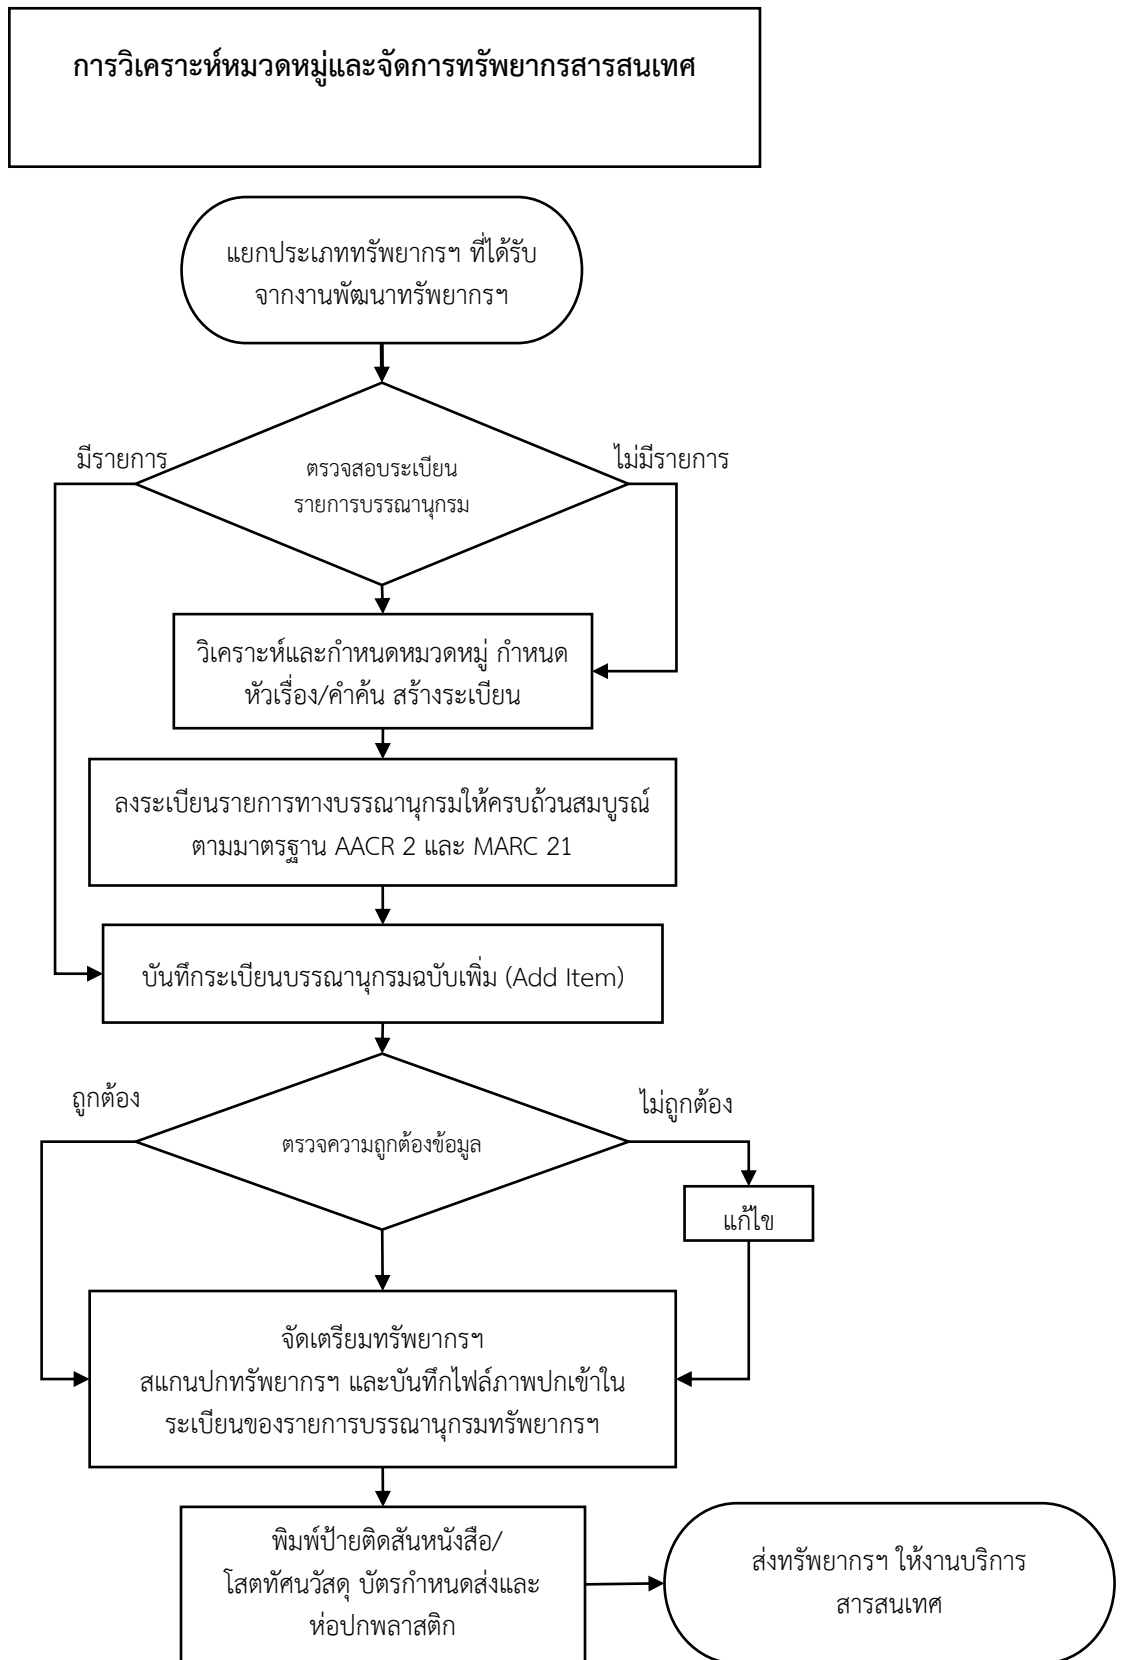 การวิเคราะห์หมวดหมู่และจัดการทรัพยากรสารสนเทศ
แยกประเภททรัพยากรฯ ที่ได้รับ
จากงานพัฒนาทรัพยากรฯ
มีรายการ
ไม่มีรายการ
ตรวจสอบระเบียน
รายการบรรณานุกรม
วิเคราะห์และกำหนดหมวดหมู่ กำหนด
หัวเรื่อง/คำค้น สร้างระเบียน
ลงระเบียนรายการทางบรรณานุกรมให้ครบถ้วนสมบูรณ์
ตามมาตรฐาน AACR 2 และ MARC 21
บันทึกระเบียนบรรณานุกรมฉบับเพิ่ม (Add Item)
ถูกต้อง
ไม่ถูกต้อง
ตรวจความถูกต้องข้อมูล
แก้ไข
จัดเตรียมทรัพยากรฯ
สแกนปกทรัพยากรฯ และบันทึกไฟล์ภาพปกเข้าใน
ระเบียนของรายการบรรณานุกรมทรัพยากรฯ
พิมพ์ป้ายติดสันหนังสือ/
โสตทัศนวัสดุ บัตรกำหนดส่งและ
ห่อปกพลาสติก
ส่งทรัพยากรฯ ให้งานบริการ
สารสนเทศ